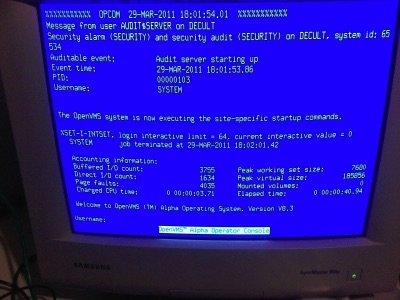 %%%%%%%%%%% OPCOM 29-MAR-2011 18:01:54.01 %%%%%%%%%%%
Message from user AUDIT$SERVER on DECULT
Security alarm (SECURITY) and security audit (SECURITY) on DECULT, system id: 65
534
Auditable event: Audit server starting up
Event time: 29-MAR-2011 18:01:53.86
PID: 00000103
Username: SYSTEM
The OpenVMS system is now executing the site-specific startup commands.
%SET-I-INTSET, login interactive limit = 64, current interactive value = 0
SYSTEM job terminated at 29-MAR-2011 18:02:01.42
Accounting information:
Buffered I/O count: 3755 Peak working set size: 7680
Direct I/O count: 1634 Peak virtual size: 185856
Page faults: 4035 Mounted volumes: 0
Charged CPU time: 0 00:00:03.71 Elapsed time: 0 00:00:40.94
Welcome to OpenVMS (TM) Alpha Operating System, Version V8.3
Username:
OpenVMS™ Alpha Operator Console
SAMSUNG